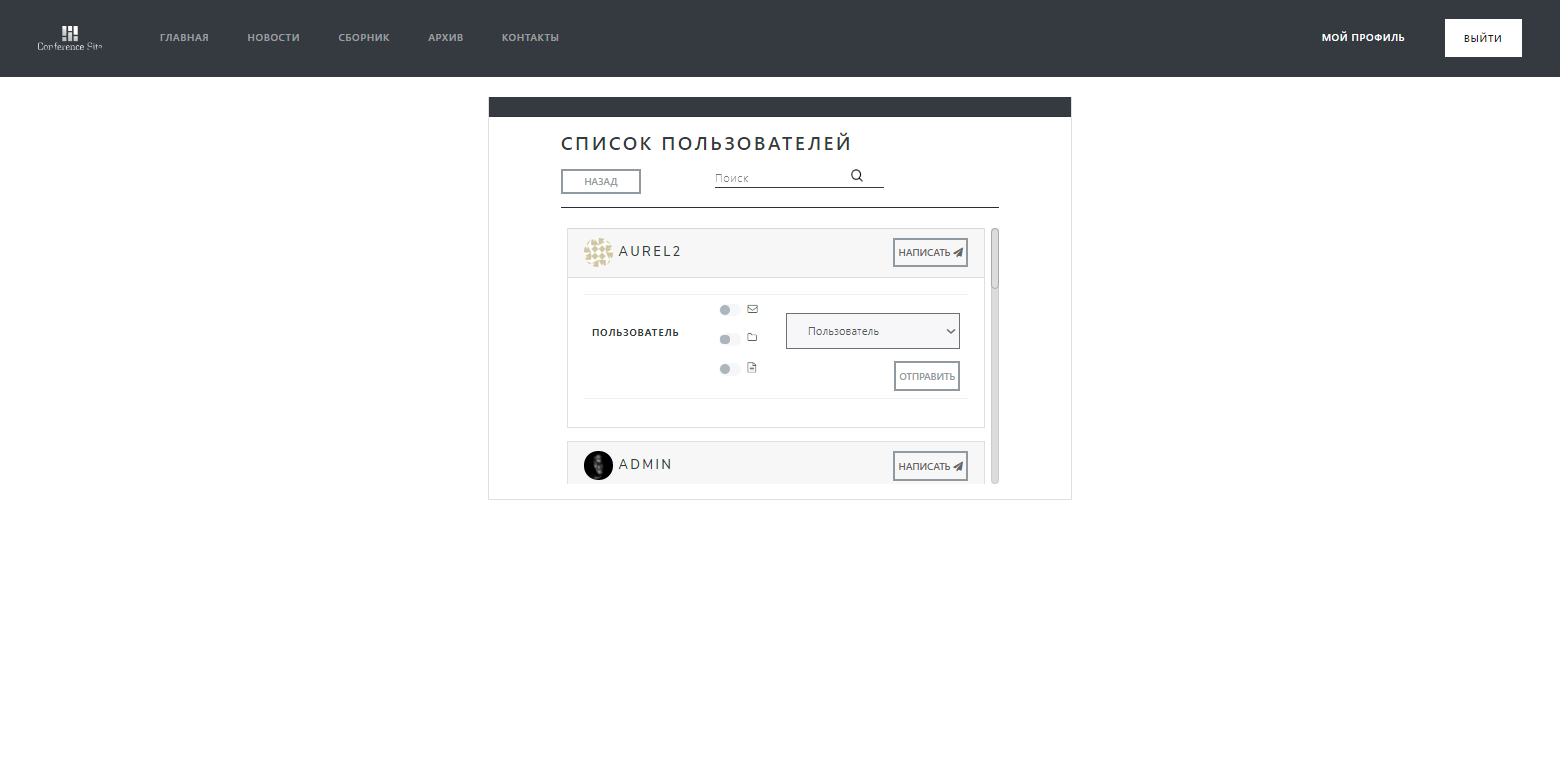 Conference Site
ГЛАВНАЯ НОВОСТИ СБОРНИК АРХИВ КОНТАКТЫ МОЙ ПРОФИЛЬ ВЫЙТИ
СПИСОК ПОЛЬЗОВАТЕЛЕЙ
НАЗАД Поиск
AUREL2 НАПИСАТЬ
ПОЛЬЗОВАТЕЛЬ Пользователь
ОТПРАВИТЬ
ADMIN НАПИСАТЬ